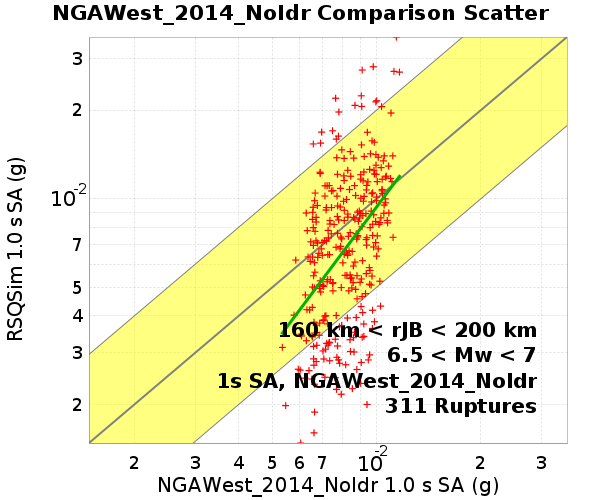 NGAWest_2014_NoIdr Comparison Scatter
RSQSim 1.0 s SA (g)
3
2
10-2
7
5
4
3
2
160 km < rJB < 200 km
6.5 < Mw < 7
1s SA, NGAWest_2014_NoIdr
311 Ruptures
2 3 4 5 6 7 10-2 2 3
NGAWest_2014_NoIdr 1.0 s SA (g)